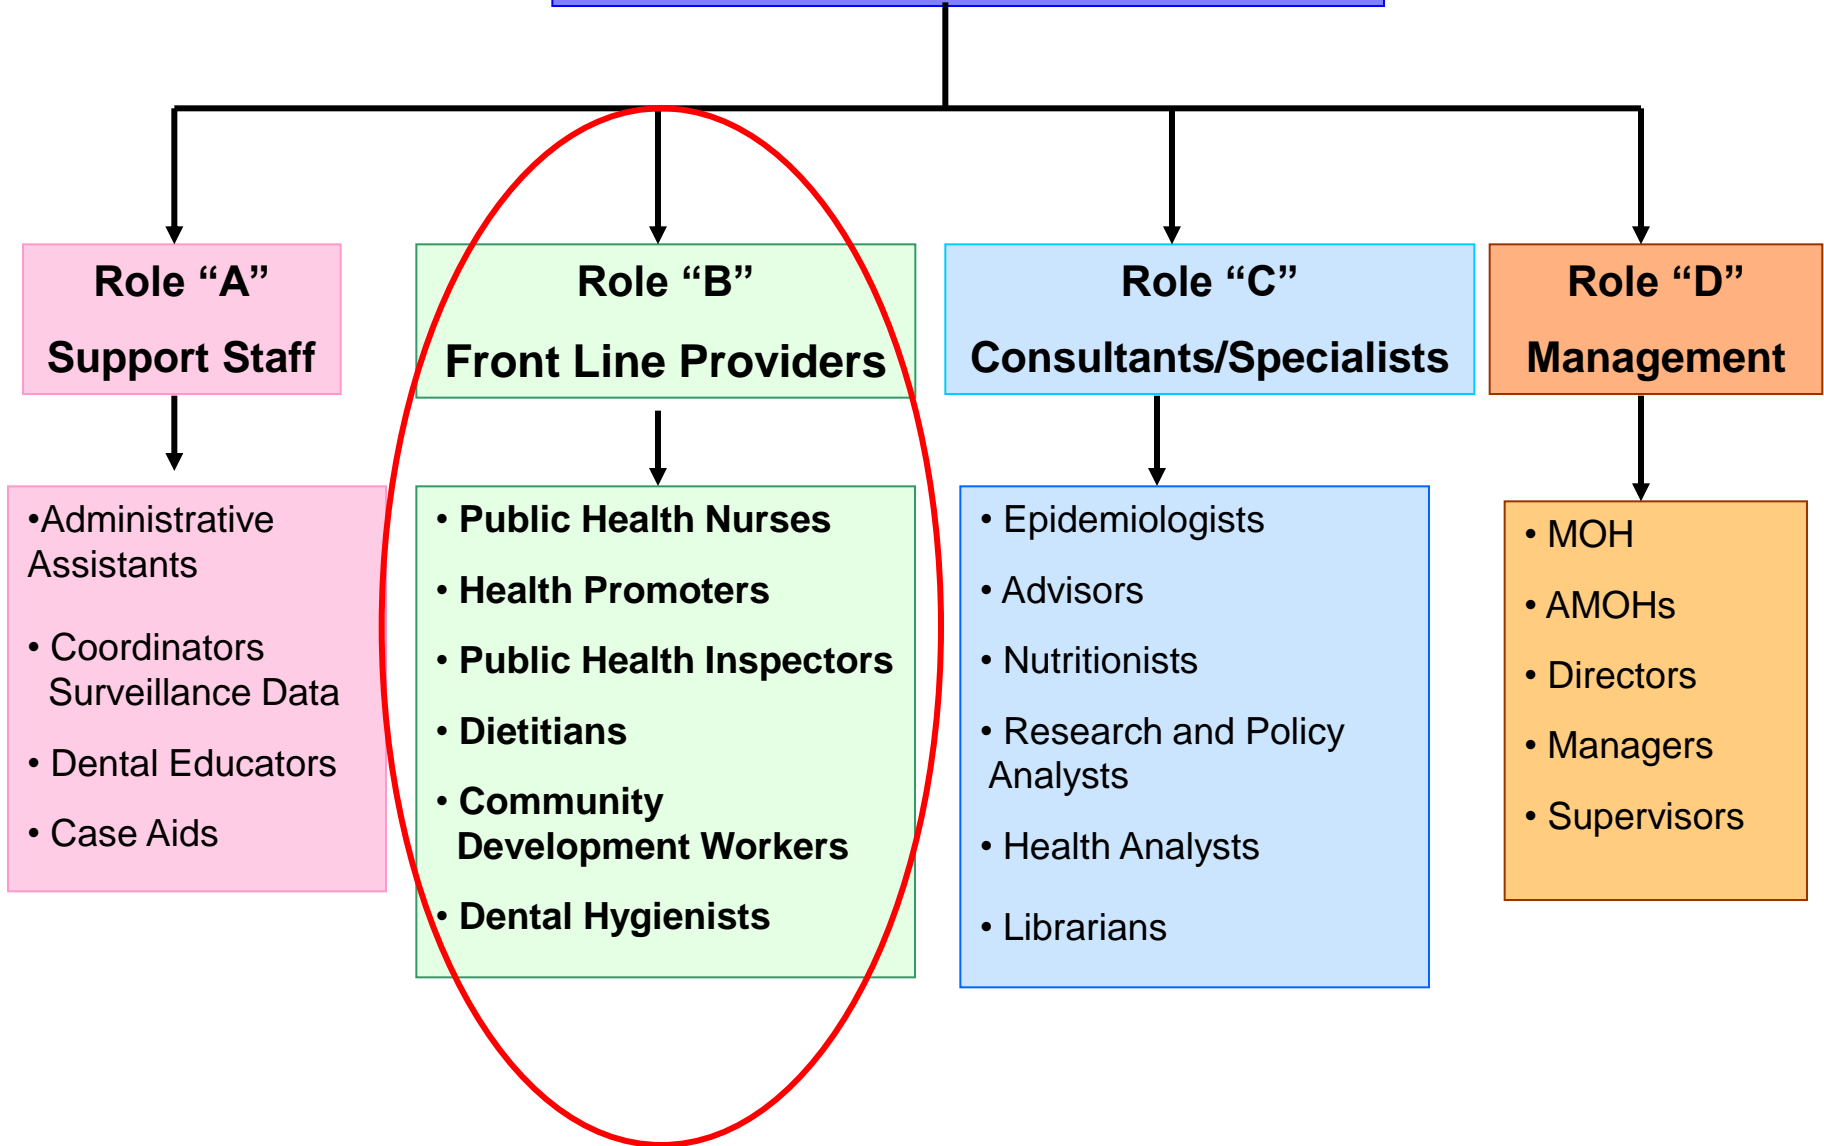 Role “A”
Support Staff
•Administrative
Assistants
• Coordinators
Surveillance Data
• Dental Educators
• Case Aids
Role “B”
Front Line Providers
• Public Health Nurses
• Health Promoters
• Public Health Inspectors
• Dietitians
• Community
Development Workers
• Dental Hygienists
Role “C”
Consultants/Specialists
• Epidemiologists
• Advisors
• Nutritionists
• Research and Policy
Analysts
• Health Analysts
• Librarians
Role “D”
Management
• MOH
• AMOHs
• Directors
• Managers
• Supervisors